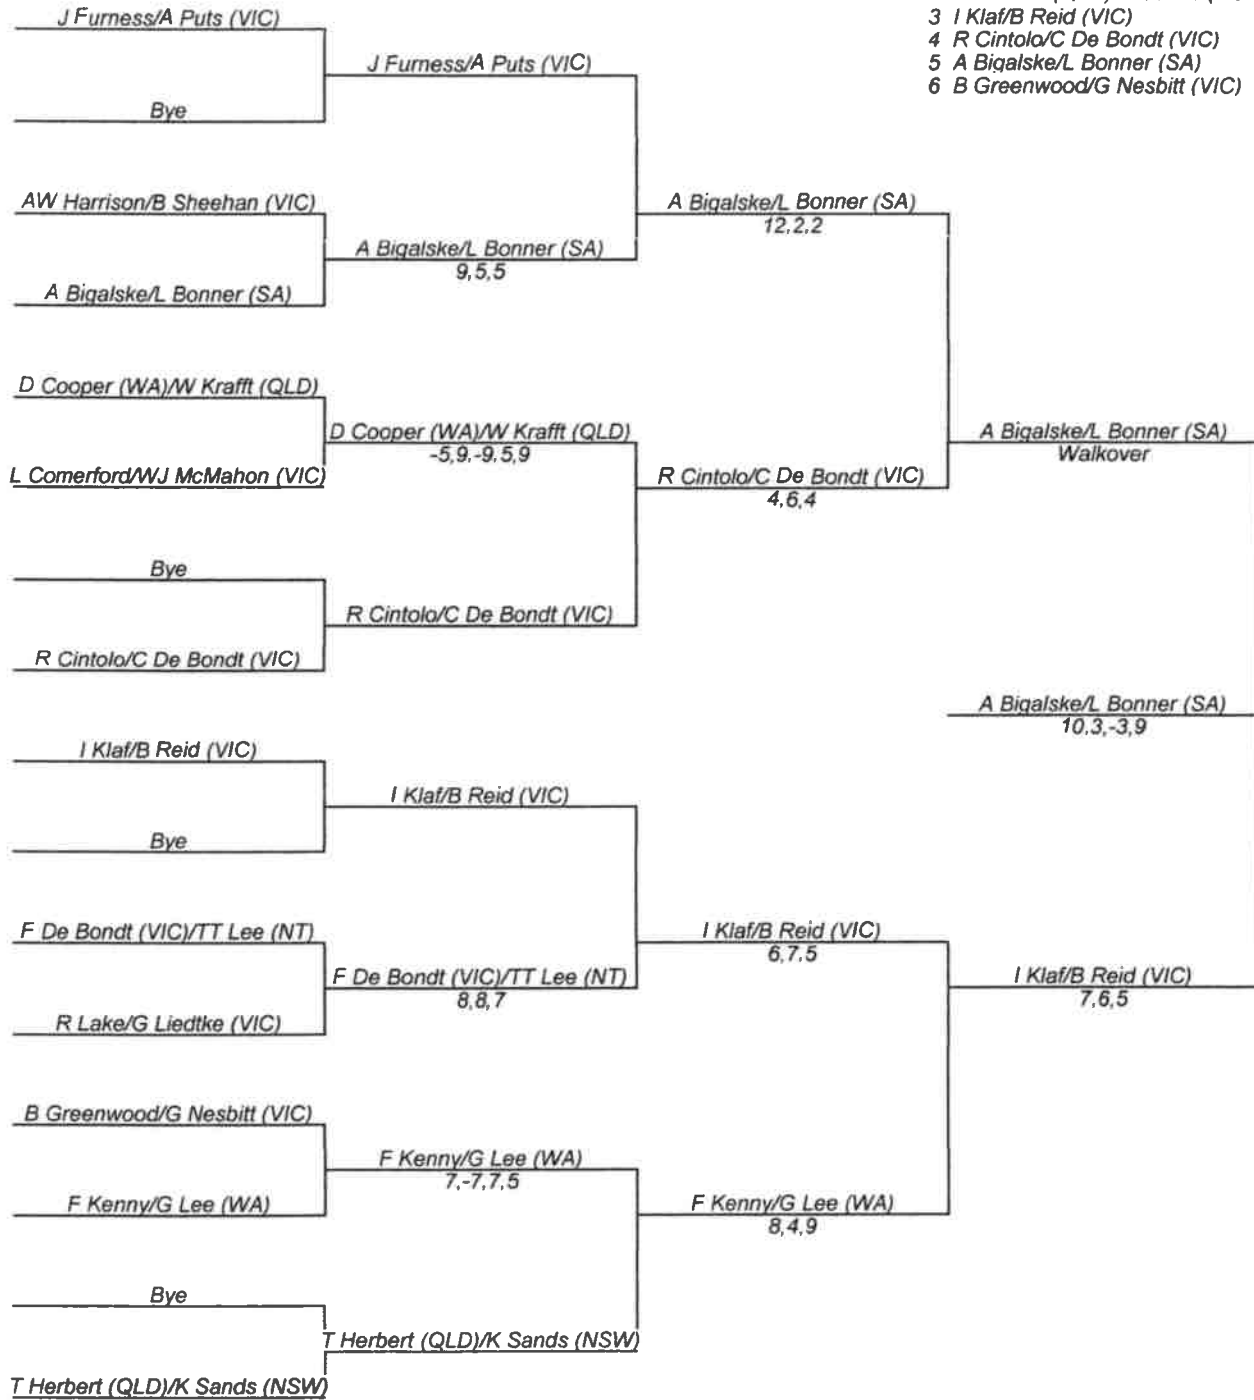 3 I Klaf/B Reid (VIC)
4 R Cintolo/C De Bondt (VIC)
5 A Bigalske/L Bonner (SA)
6 B Greenwood/G Nesbitt (VIC)
J Furness/A Puts (VIC)
J Furness/A Puts (VIC)
Bye
AW Harrison/B Sheehan (VIC)
A Bigalske/L Bonner (SA)
12,2,2
A Bigalske/L Bonner (SA)
9,5,5
A Bigalske/L Bonner (SA)
D Cooper (WA)/W Krafft (QLD)
D Cooper (WA)/W Krafft (QLD)
-5,9,-9,5,9
A Bigalske/L Bonner (SA)
Walkover
L Comerford/WJ McMahon (VIC)
R Cintolo/C De Bondt (VIC)
4,6,4
Bye
R Cintolo/C De Bondt (VIC)
R Cintolo/C De Bondt (VIC)
A Bigalske/L Bonner (SA)
10,3,-3,9
I Klaf/B Reid (VIC)
I Klaf/B Reid (VIC)
Bye
F De Bondt (VIC)/TT Lee (NT)
I Klaf/B Reid (VIC)
6,7,5
F De Bondt (VIC)/TT Lee (NT)
8,8,7
I Klaf/B Reid (VIC)
7,6,5
R Lake/G Liedtke (VIC)
B Greenwood/G Nesbitt (VIC)
F Kenny/G Lee (WA)
7,-7,7,5
F Kenny/G Lee (WA)
F Kenny/G Lee (WA)
8,4,9
Bye
T Herbert (QLD)/K Sands (NSW)
T Herbert (QLD)/K Sands (NSW)